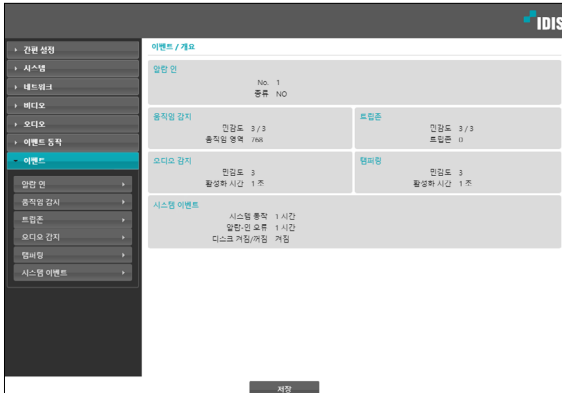 IDIS
간편 설정
시스템
네트워크
비디오
오디오
이벤트 동작
이벤트
알람 인
움직임 감지
트립존
오디오 감지
탬퍼링
시스템 이벤트
이벤트 / 개요
알람 인
No. 1
종류 NO
움직임 감지
민감도 3 / 3
움직임 영역 768
트립존
민감도 3 / 3
트립존 0
오디오 감지
민감도 3
활성화 시간 1 초
탬퍼링
민감도 3
활성화 시간 1 초
시스템 이벤트
시스템 동작 1 시간
알람-인 오류 1 시간
디스크 켜짐/꺼짐 켜짐
저장